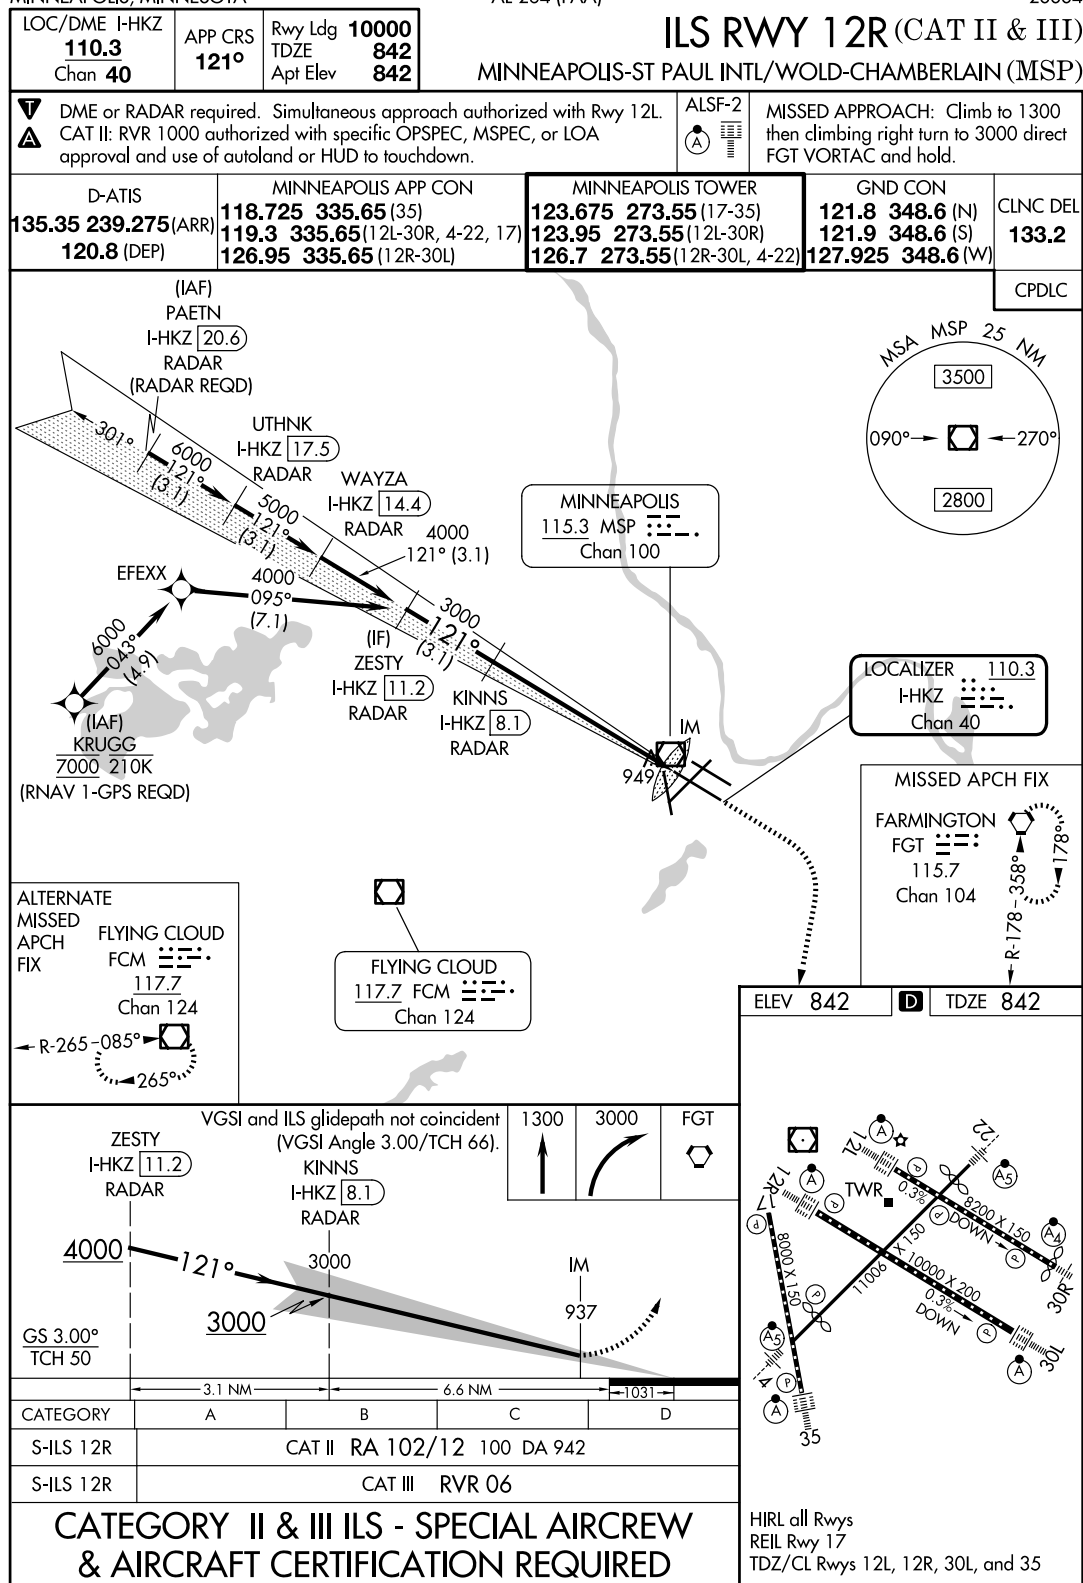 LOC/DME I-HKZ
110.3
Chan 40
APP CRS
121°
Rwy Ldg 10000
TDZE 842
Apt Elev 842
ILS RWY 12R (CAT II & III)
MINNEAPOLIS-ST PAUL INTL/WOLD-CHAMBERLAIN (MSP)
T
A
DME or RADAR required. Simultaneous approach authorized with Rwy 12L.
CAT II: RVR 1000 authorized with specific OPSPEC, MSPEC, or LOA
approval and use of autoland or HUD to touchdown.
ALSF-2
A
MISSED APPROACH: Climb to 1300
then climbing right turn to 3000 direct
FGT VORTAC and hold.
D-ATIS
135.35 239.275 (ARR)
120.8 (DEP)
MINNEAPOLIS APP CON
118.725 335.65 (35)
119.3 335.65 (12L-30R, 4-22, 17)
126.95 335.65 (12R-30L)
MINNEAPOLIS TOWER
123.675 273.55 (17-35)
123.95 273.55 (12L-30R)
126.7 273.55 (12R-30L, 4-22)
GND CON
121.8 348.6 (N)
121.9 348.6 (S)
127.925 348.6 (W)
CLNC DEL
133.2
CPDLC
(IAF)
PAETN
I-HKZ 20.6
RADAR
(RADAR REQD)
301°
6000
121°
(3.1)
UTHNK
I-HKZ 17.5
RADAR
5000
121°
(3.1)
WAYZA
I-HKZ 14.4
RADAR
4000
121° (3.1)
MSA MSP 25 NM
3500
090°
270°
2800
MINNEAPOLIS
115.3 MSP
Chan 100
EFEXX
4000
095°
(7.1)
6000
043°
(4.9)
(IF)
ZESTY
I-HKZ 11.2
RADAR
3000
121°
(3.1)
KINNS
I-HKZ 8.1
RADAR
(IAF)
KRUGG
7000 210K
(RNAV 1-GPS REQD)
IM
949
LOCALIZER 110.3
I-HKZ
Chan 40
MISSED APCH FIX
FARMINGTON
FGT
115.7
Chan 104
R-178
358°
178°
ALTERNATE
MISSED
APCH
FIX
FLYING CLOUD
FCM
117.7
Chan 124
R-265
085°
265°
FLYING CLOUD
117.7 FCM
Chan 124
ELEV 842
D
TDZE 842
VGSI and ILS glidepath not coincident
(VGSI Angle 3.00/TCH 66).
1300
3000
FGT
ZESTY
I-HKZ 11.2
RADAR
KINNS
I-HKZ 8.1
RADAR
4000
121°
3000
3000
IM
937
GS 3.00°
TCH 50
3.1 NM
6.6 NM
1031
CATEGORY A B C D
S-ILS 12R CAT II RA 102/12 100 DA 942
S-ILS 12R CAT III RVR 06
CATEGORY II & III ILS - SPECIAL AIRCREW
& AIRCRAFT CERTIFICATION REQUIRED
12L
A
22
A5
P
12R
A
P
17
P
TWR
0.3%
DOWN
8200 X 150
P
P
A4
30R
8000 X 150
11006 X 150
10000 X 200
0.3%
DOWN
P
30L
A
P
A5
4
P
A
35
HIRL all Rwys
REIL Rwy 17
TDZ/CL Rwys 12L, 12R, 30L, and 35